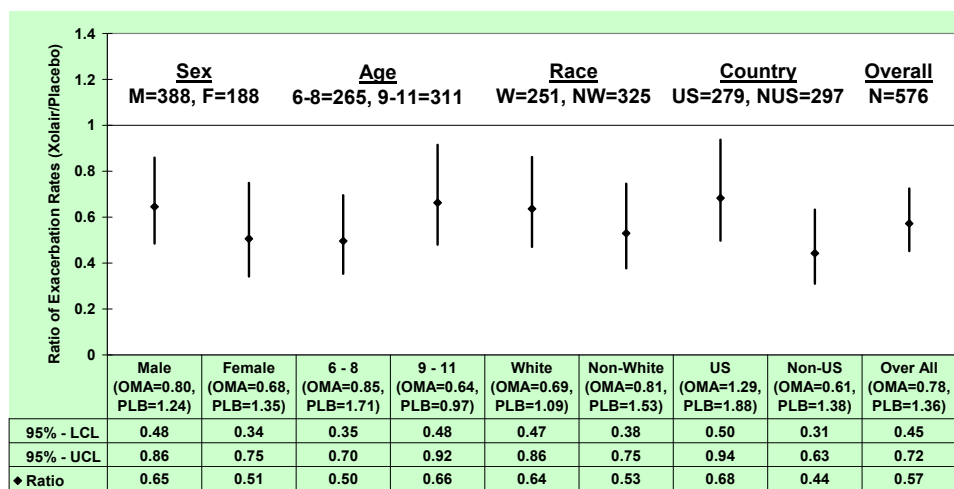 Ratio of Exacerbation Rates (Xolair/Placebo)
1.4
1.2
1
0.8
0.6
0.4
0.2
0
Sex
M=388, F=188
Age
6-8=265, 9-11=311
Race
W=251, NW=325
Country
US=279, NUS=297
Overall
N=576
Male (OMA=0.80, PLB=1.24)
Female (OMA=0.68, PLB=1.35)
6 - 8 (OMA=0.85, PLB=1.71)
9 - 11 (OMA=0.64, PLB=0.97)
White (OMA=0.69, PLB=1.09)
Non-White (OMA=0.81, PLB=1.53)
US (OMA=1.29, PLB=1.88)
Non-US (OMA=0.61, PLB=1.38)
Over All (OMA=0.78, PLB=1.36)
95% - LCL 0.48 0.34 0.35 0.48 0.47 0.38 0.50 0.31 0.45
95% - UCL 0.86 0.75 0.70 0.92 0.86 0.75 0.94 0.63 0.72
Ratio 0.65 0.51 0.50 0.66 0.64 0.53 0.68 0.44 0.57